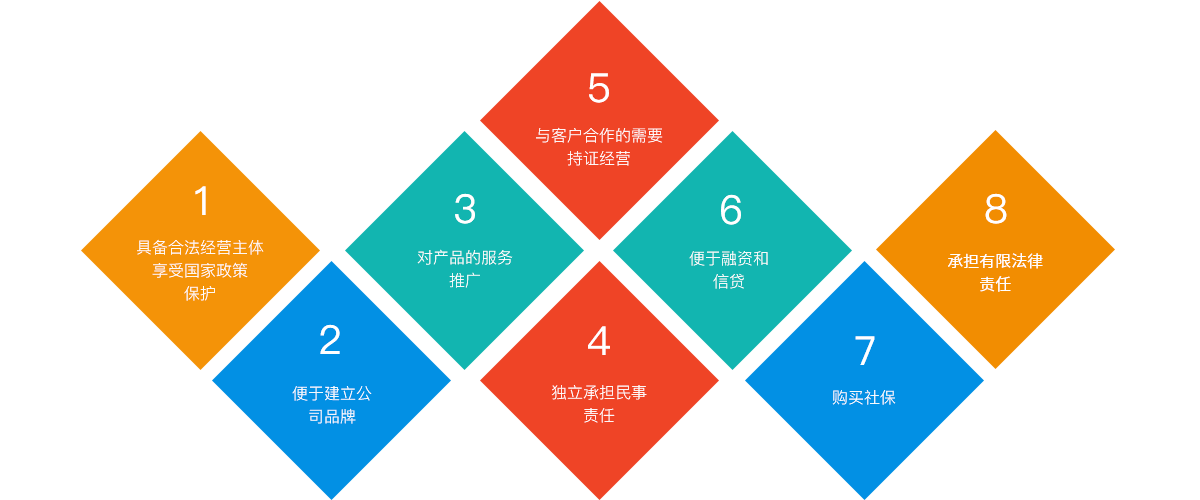 1
具备合法经营主体
享受国家政策
保护
2
便于建立公
司品牌
3
对产品的服务
推广
4
独立承担民事
责任
5
与客户合作的需要
持证经营
6
便于融资和
信贷
7
购买社保
8
承担有限法律
责任